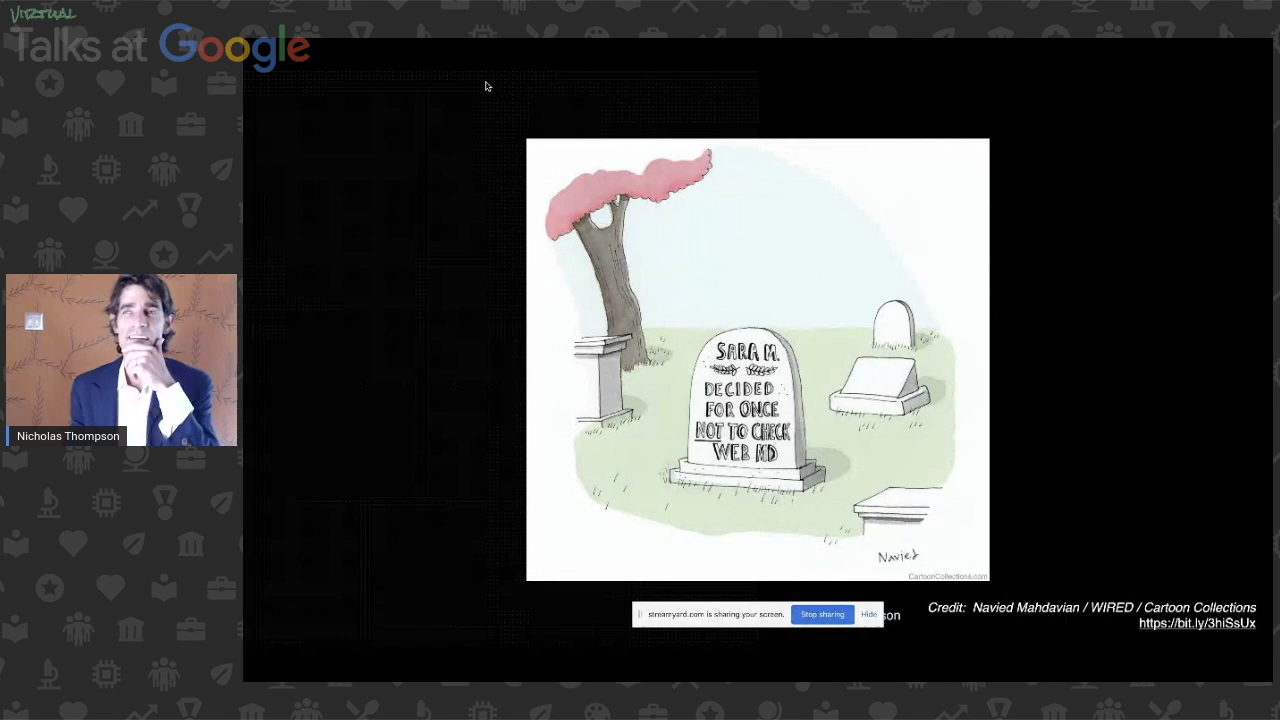 VIRTUAL
Talks at Google
SARA M.
DECIDED
FOR ONCE
NOT TO CHECK
WEB MD
Navied
CartoonCollections.com
Nicholas Thompson
streamyard.com is sharing your screen. Stop sharing Hide
son
Credit: Navied Mahdavian / WIRED / Cartoon Collections
https://bit.ly/3hiSsUx